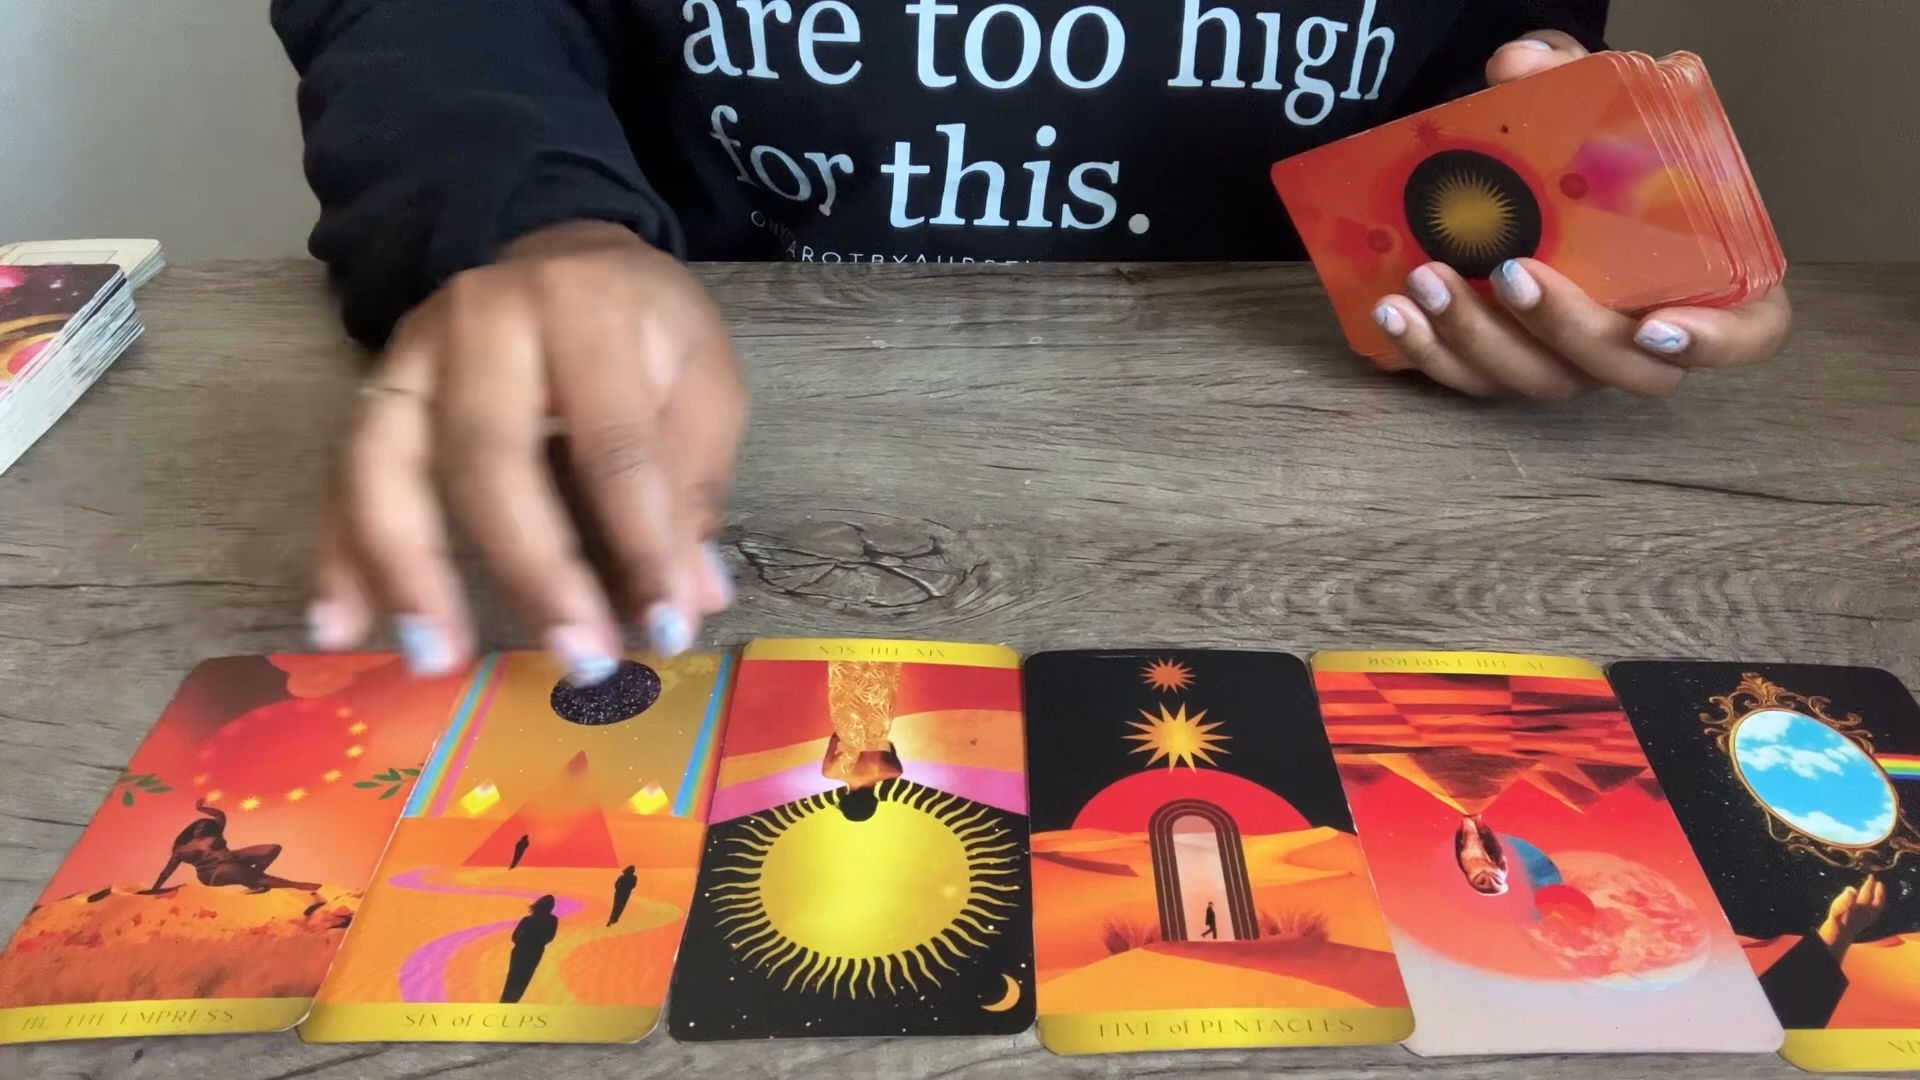 are too high
for this.
AROTBYAUBREY
XIX THE SUN
IV THE EMPEROR
III THE EMPRESS
SIX of CUPS
FIVE of PENTACLES